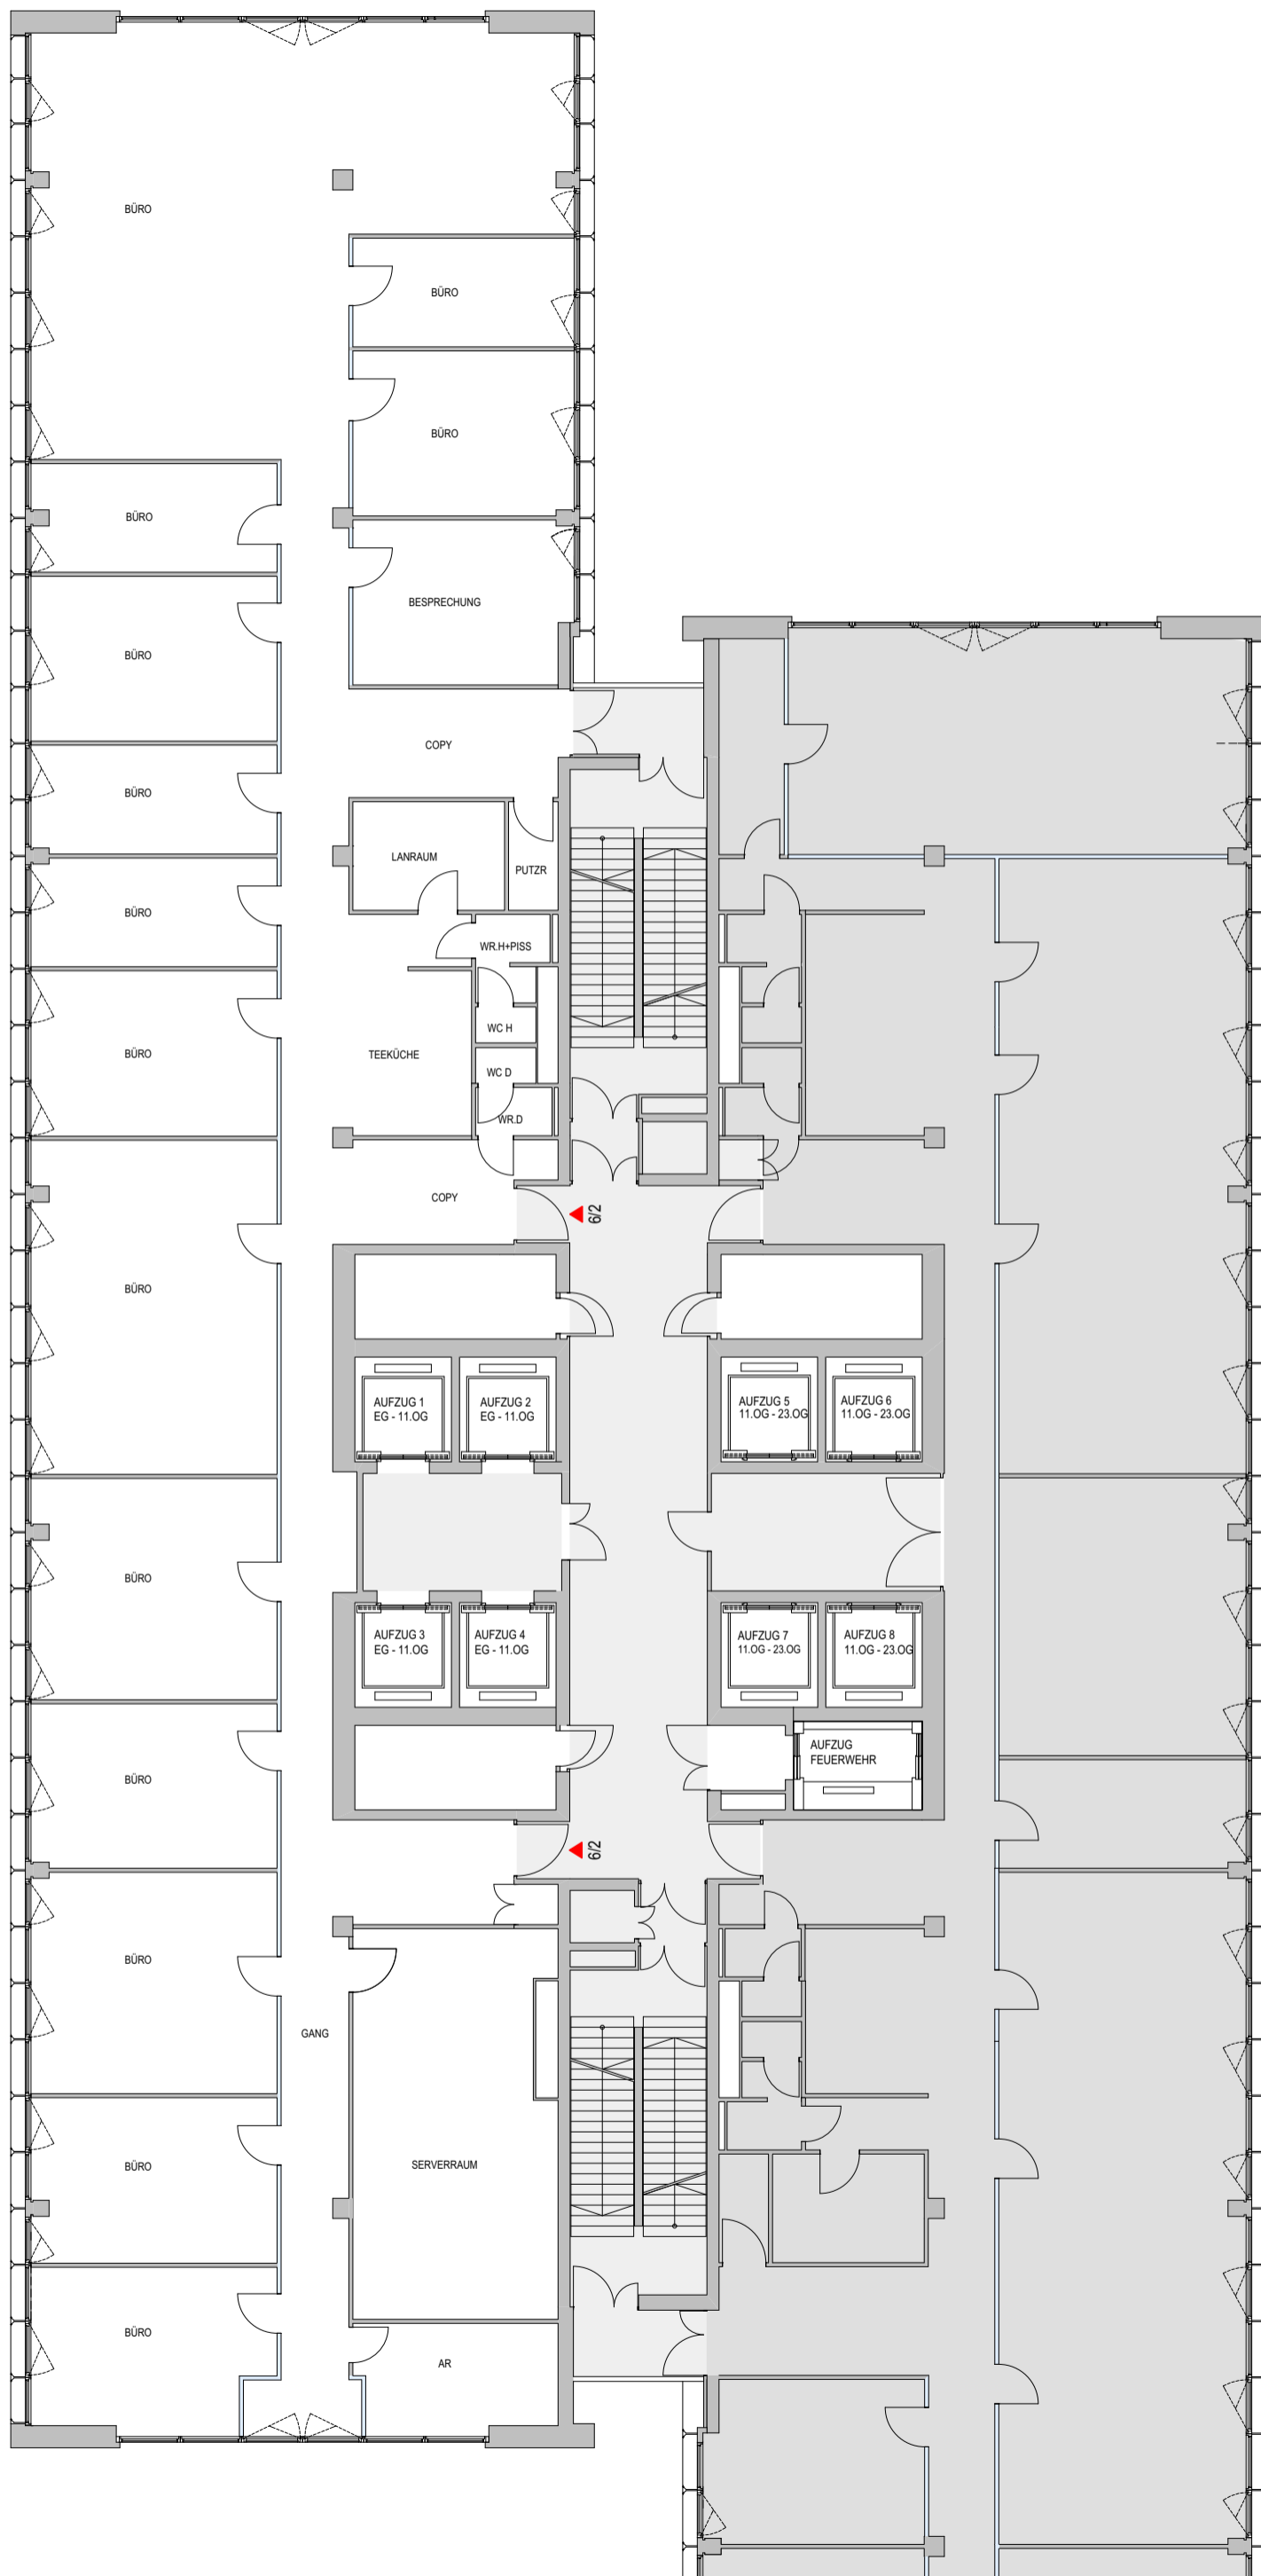 BÜRO
BÜRO
BÜRO
BÜRO
BESPRECHUNG
BÜRO
COPY
BÜRO
LANRAUM
PUTZR
BÜRO
WR.H+PISS
WC H
BÜRO
TEEKÜCHE
WC D
WR.D
COPY
6/2
BÜRO
AUFZUG 1
EG - 11.OG
AUFZUG 2
EG - 11.OG
AUFZUG 5
11.OG - 23.OG
AUFZUG 6
11.OG - 23.OG
BÜRO
AUFZUG 3
EG - 11.OG
AUFZUG 4
EG - 11.OG
AUFZUG 7
11.OG - 23.OG
AUFZUG 8
11.OG - 23.OG
AUFZUG
FEUERWEHR
BÜRO
6/2
BÜRO
GANG
BÜRO
SERVERRAUM
BÜRO
AR